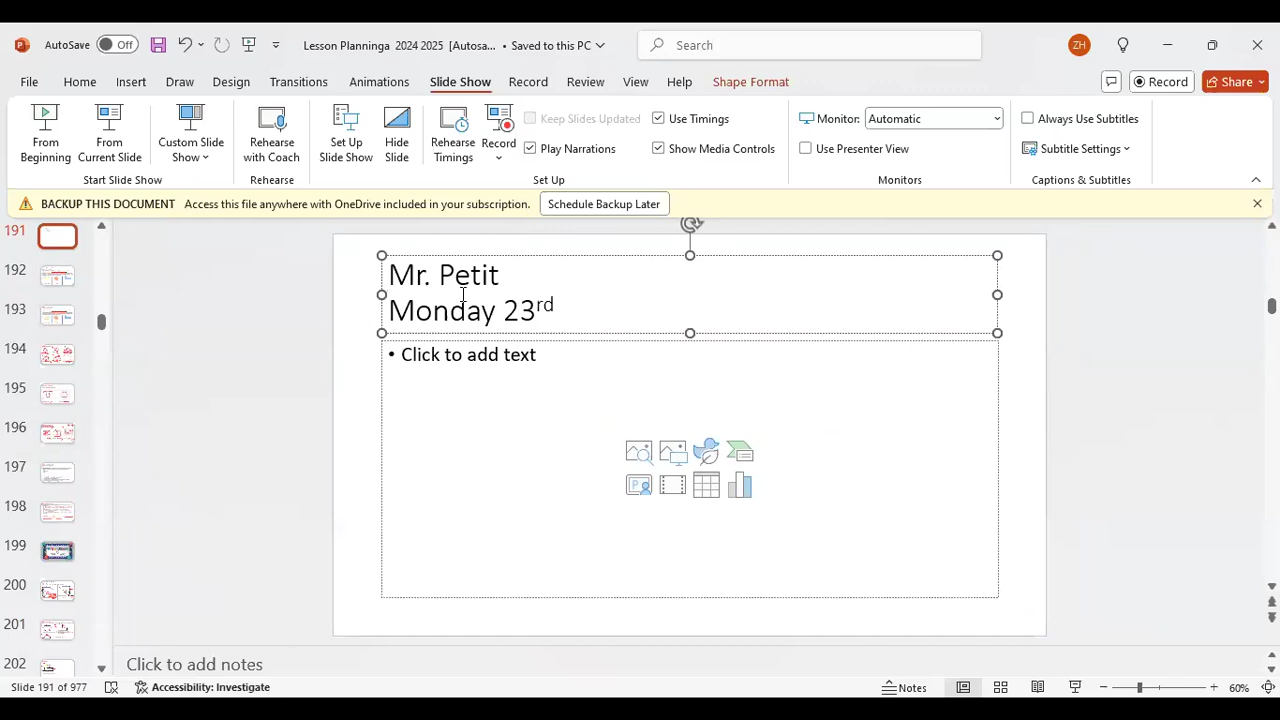 AutoSave Off Lesson Planninga 2024 2025 [Autosa... • Saved to this PC Search ZH
File Home Insert Draw Design Transitions Animations Slide Show Record Review View Help Shape Format Record Share
From Beginning
From Current Slide
Custom Slide Show
Rehearse with Coach
Set Up Slide Show
Hide Slide
Rehearse Timings
Record
Keep Slides Updated
Play Narrations
Use Timings
Show Media Controls
Monitor: Automatic
Use Presenter View
Always Use Subtitles
Subtitle Settings
Start Slide Show Rehearse Set Up Monitors Captions & Subtitles
BACKUP THIS DOCUMENT Access this file anywhere with OneDrive included in your subscription. Schedule Backup Later
191
192
193
194
195
196
197
198
199
200
201
202
Mr. Petit
Monday 23rd
• Click to add text
Click to add notes
Slide 191 of 977 Accessibility: Investigate Notes 60%